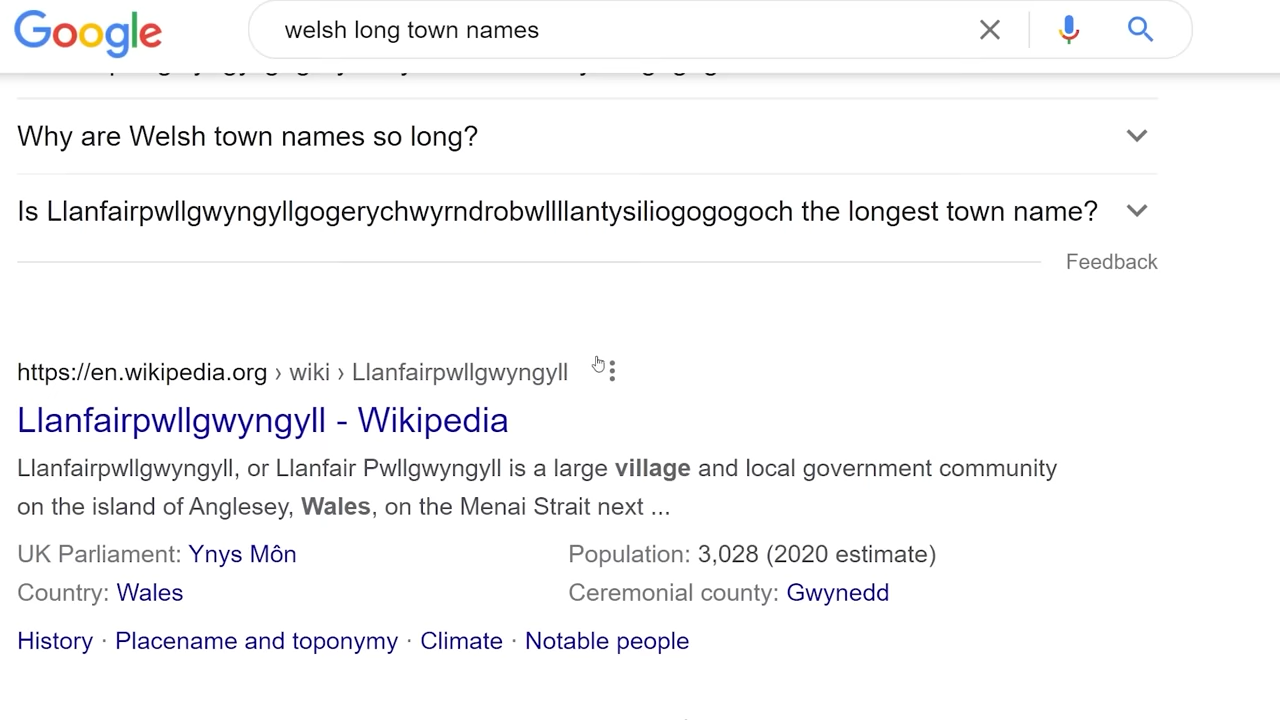 Google
welsh long town names
Why are Welsh town names so long?
Is Llanfairpwllgwyngyllgogerychwyrndrobwllllantysiliogogogoch the longest town name?
Feedback
https://en.wikipedia.org › wiki › Llanfairpwllgwyngyll
Llanfairpwllgwyngyll - Wikipedia
Llanfairpwllgwyngyll, or Llanfair Pwllgwyngyll is a large village and local government community
on the island of Anglesey, Wales, on the Menai Strait next ...
UK Parliament: Ynys Môn
Population: 3,028 (2020 estimate)
Country: Wales
Ceremonial county: Gwynedd
History · Placename and toponymy · Climate · Notable people